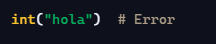 int("hola")  # Error